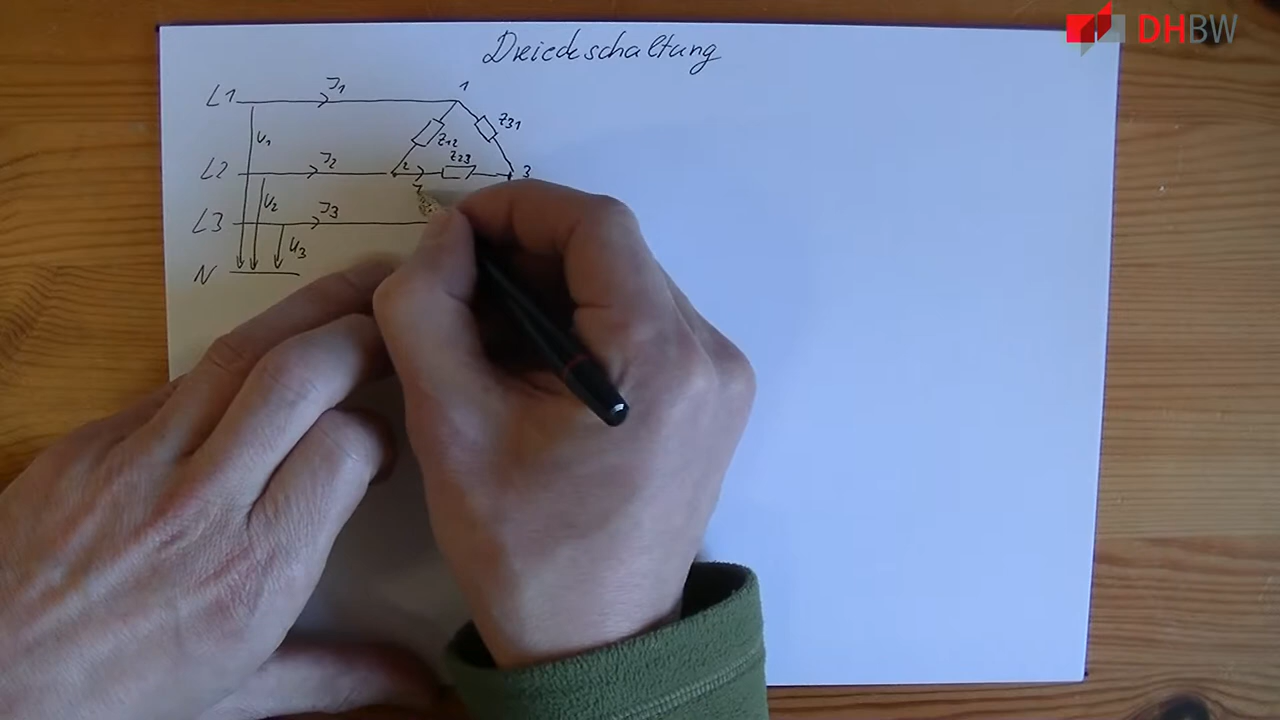 DHBW
Dreieckschaltung
L1 I1 1
U1 Z12 Z31
L2 I2 2 Z23 3
U2
L3 I3
U3
N